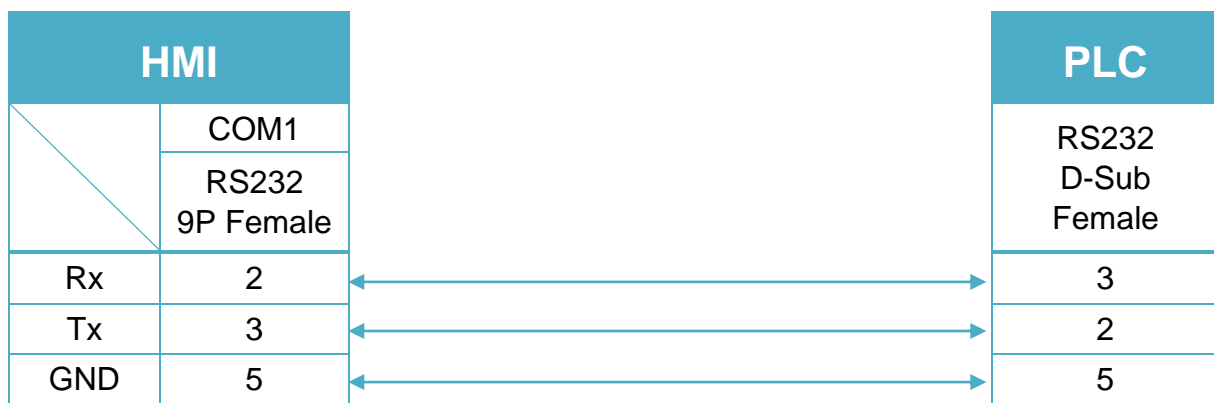 HMI
PLC
COM1
RS232
9P Female
RS232
D-Sub
Female
Rx 2 3
Tx 3 2
GND 5 5